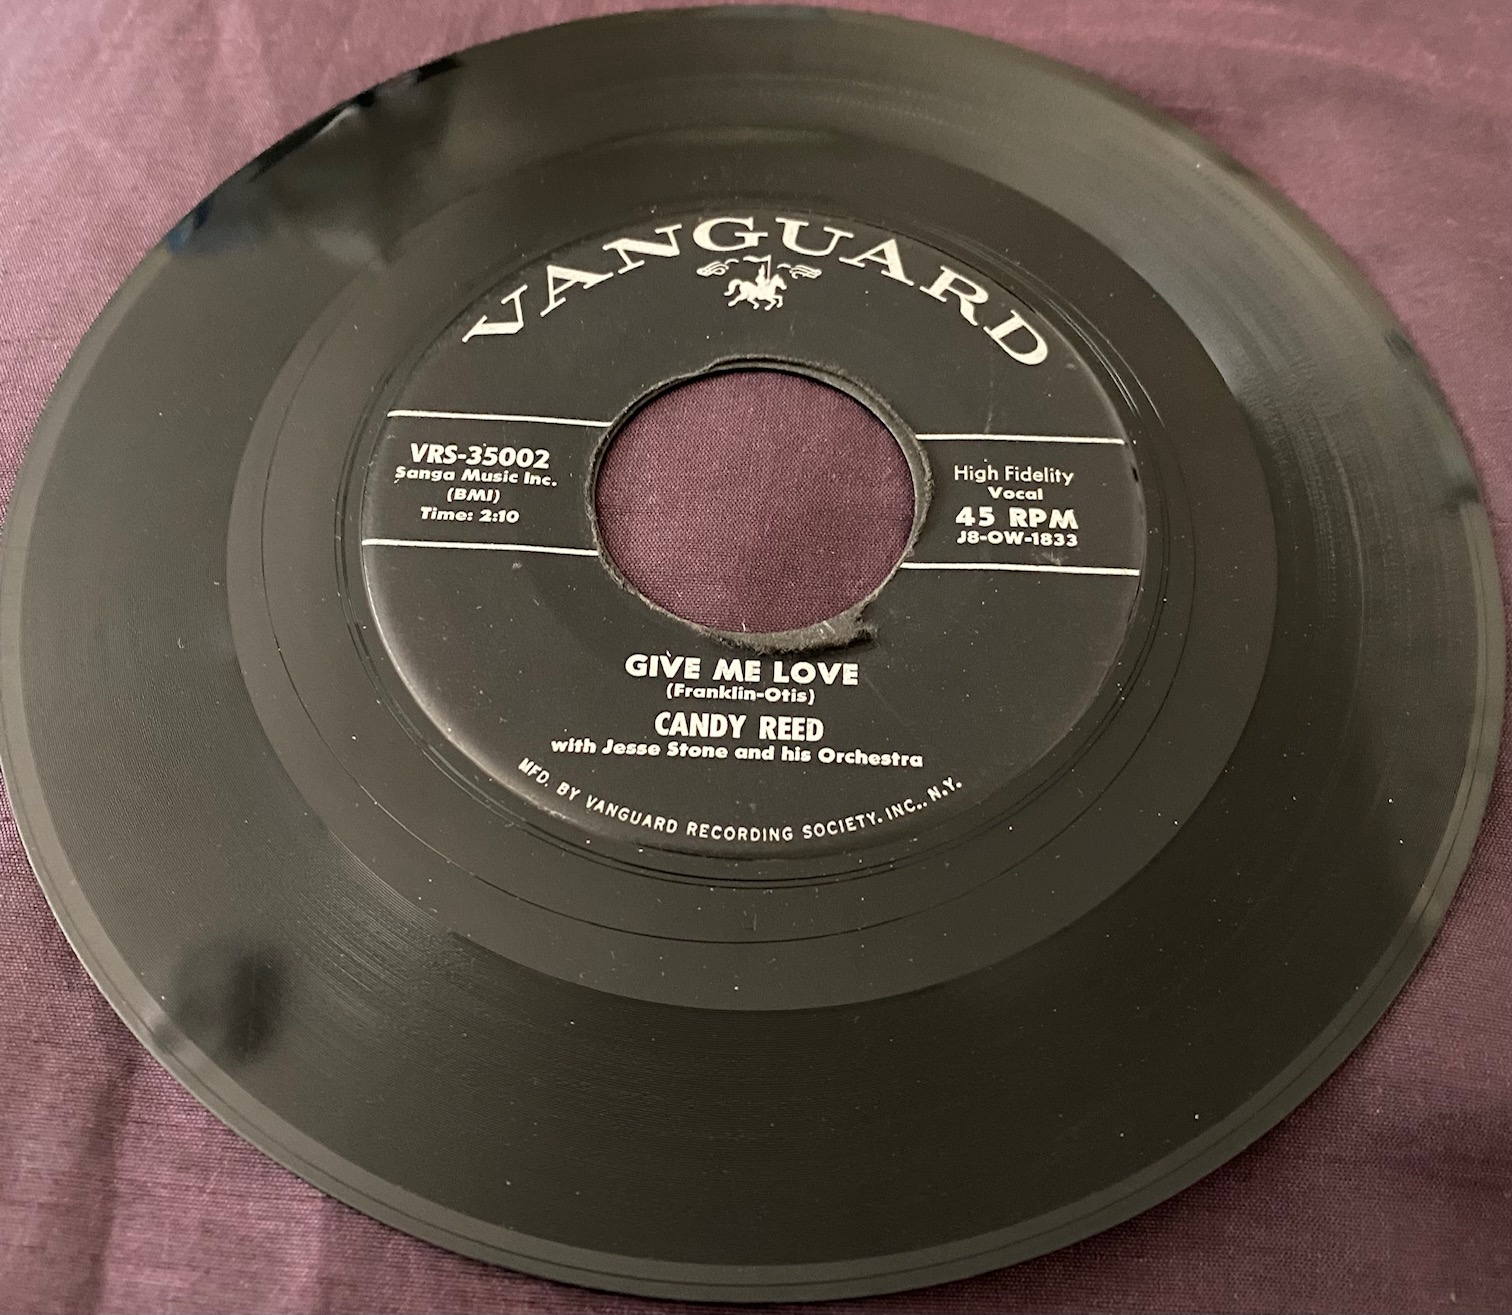 VANGUARD
VRS-35002
Sanga Music Inc.
(BMI)
Time: 2:10
High Fidelity
Vocal
45 RPM
J8-OW-1833
GIVE ME LOVE
(Franklin-Otis)
CANDY REED
with Jesse Stone and his Orchestra
MFD. BY VANGUARD RECORDING SOCIETY, INC., N.Y.